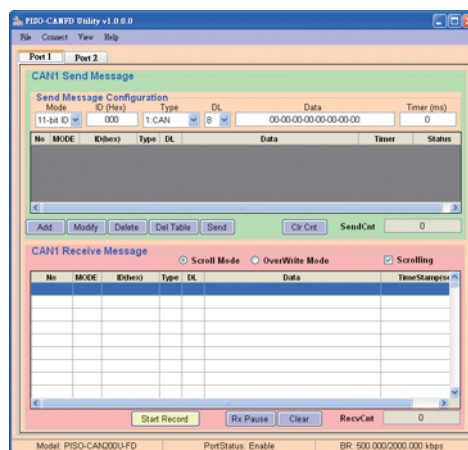 PISO-CANFD Utility v1.0.0.0
File Connect View Help
Port 1 Port 2
CAN1 Send Message
Send Message Configuration
Mode ID (Hex) Type DL Data Timer (ms)
11-bit ID 000 1:CAN 8 00-00-00-00-00-00-00-00 0
No MODE ID(hex) Type DL Data Timer Status
Add Modify Delete Del Table Send Clr Cnt SendCnt 0
CAN1 Receive Message Scroll Mode OverWrite Mode Scrolling
No MODE ID(hex) Type DL Data TimeStamp(se
Start Record Rx Pause Clear RecvCnt 0
Model: PISO-CAN200U-FD PortStatus: Enable BR: 500.000/2000.000 kbps